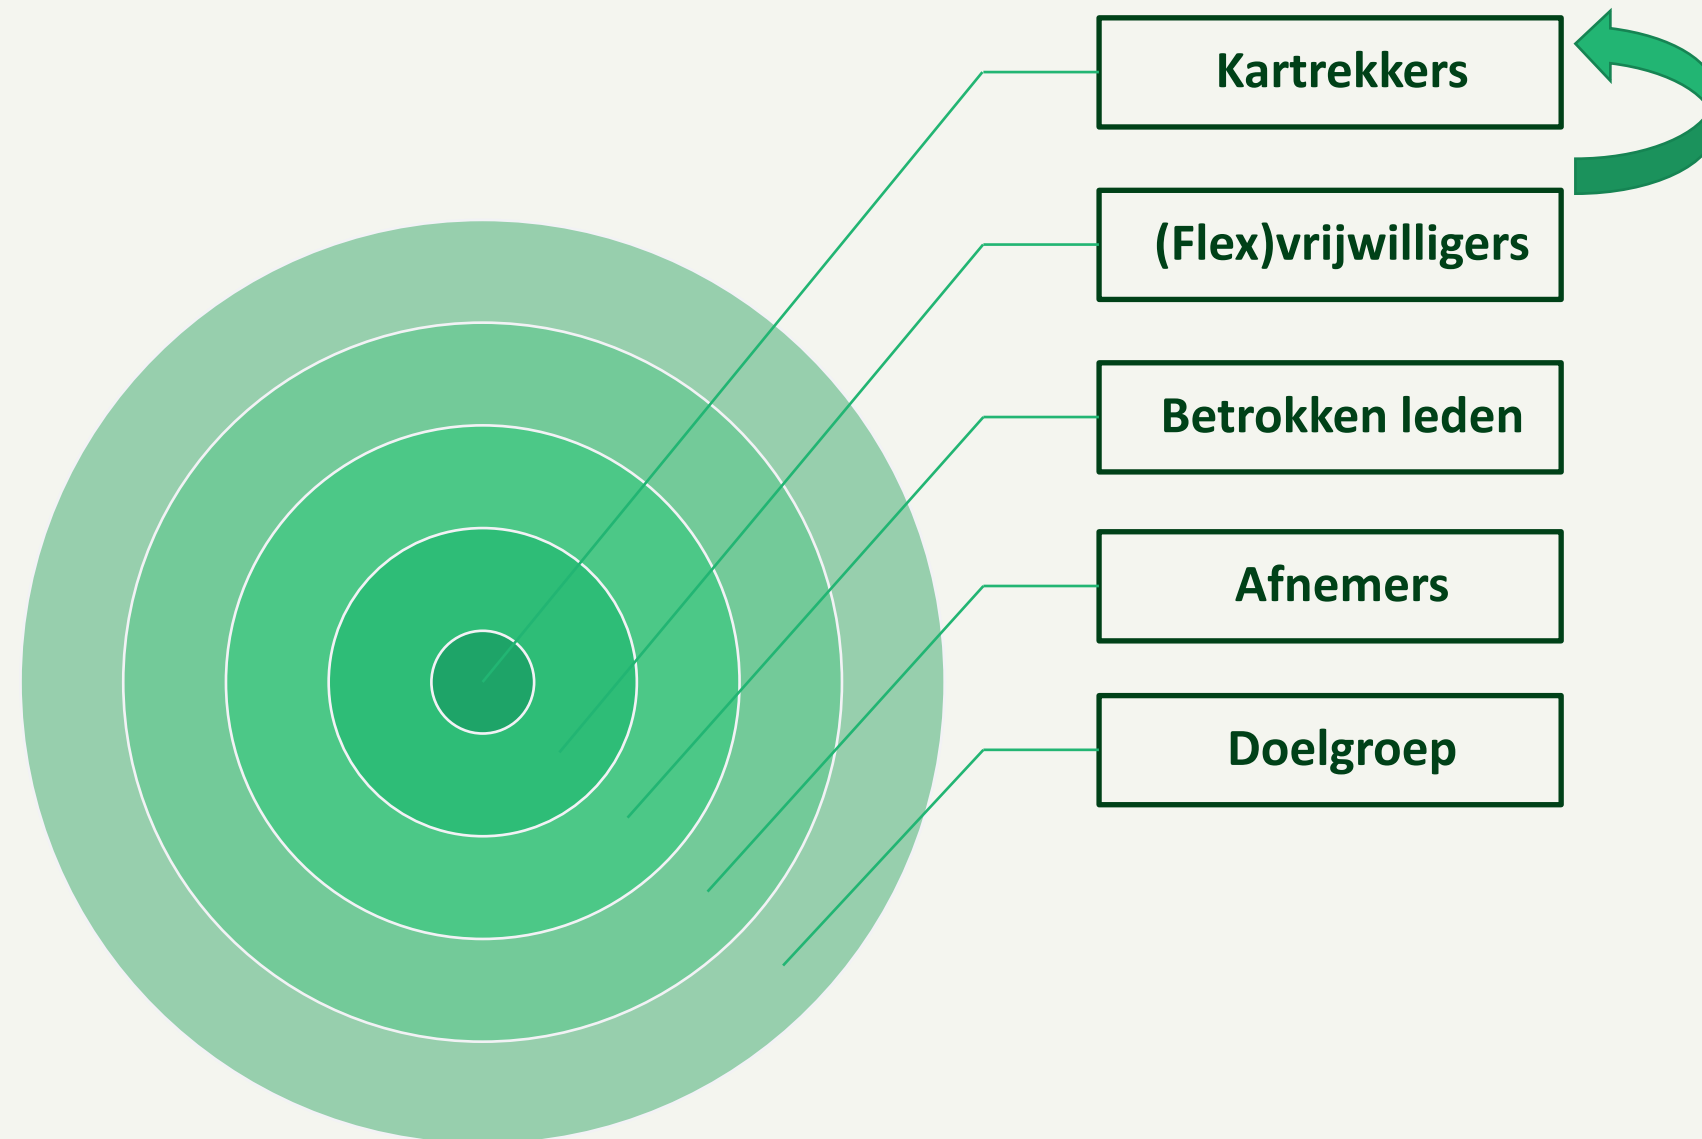 Kartrekkers
(Flex)vrijwilligers
Betrokken leden
Afnemers
Doelgroep